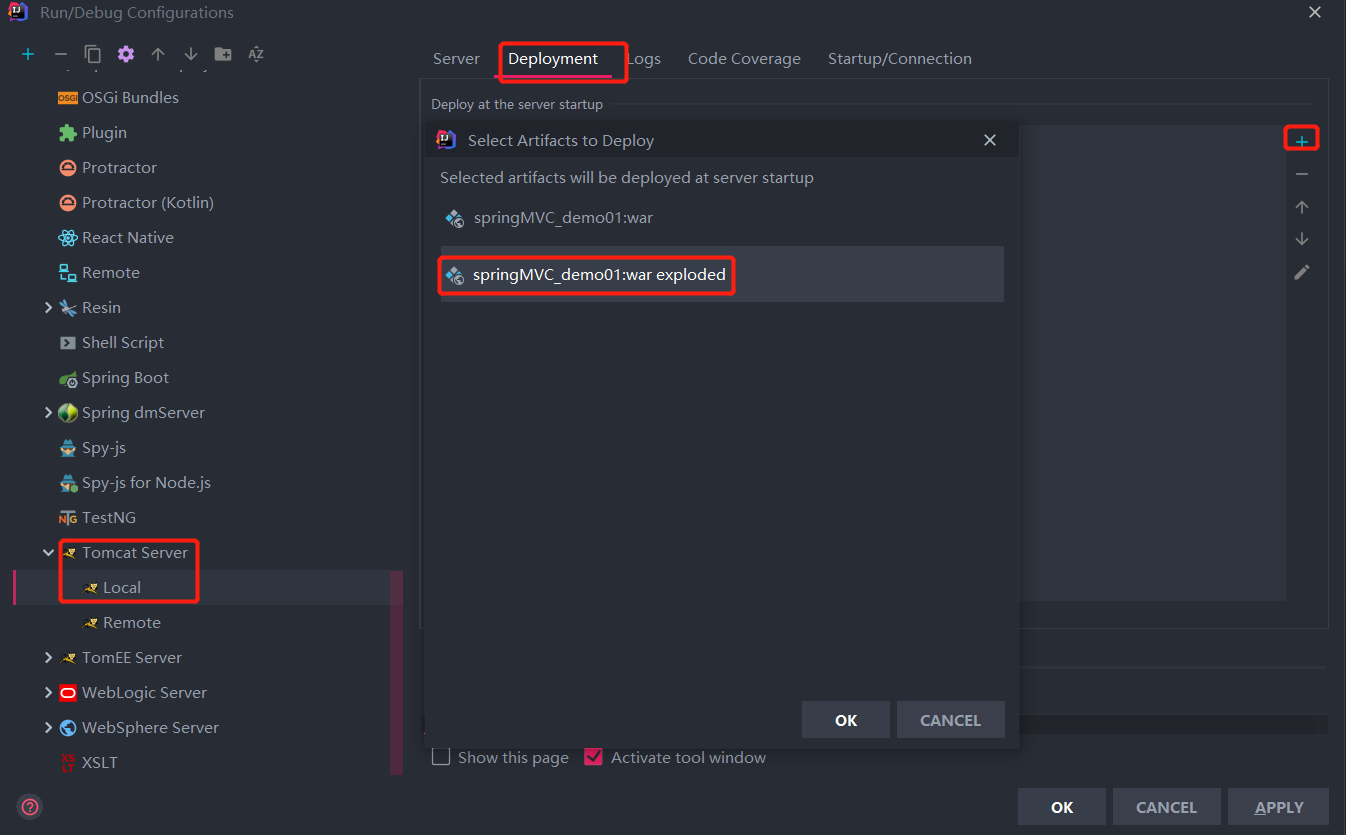 Run/Debug Configurations
OSGi Bundles
Plugin
Protractor
Protractor (Kotlin)
React Native
Remote
Resin
Shell Script
Spring Boot
Spring dmServer
Spy-js
Spy-js for Node.js
TestNG
Tomcat Server
Local
Remote
TomEE Server
WebLogic Server
WebSphere Server
XSLT
Server
Deployment
Logs
Code Coverage
Startup/Connection
Deploy at the server startup
Select Artifacts to Deploy
Selected artifacts will be deployed at server startup
springMVC_demo01:war
springMVC_demo01:war exploded
OK
CANCEL
Show this page
Activate tool window
OK
CANCEL
APPLY